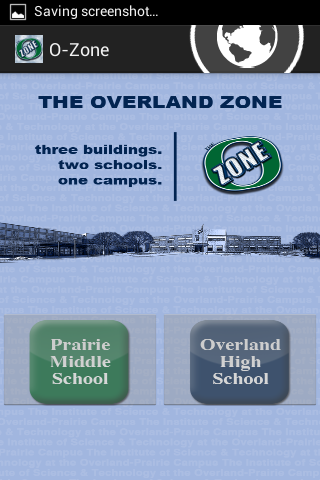 Saving screenshot…
O-Zone
THE OVERLAND ZONE
three buildings.
two schools.
one campus.
the
ZONE
Prairie
Middle
School
Overland
High
School